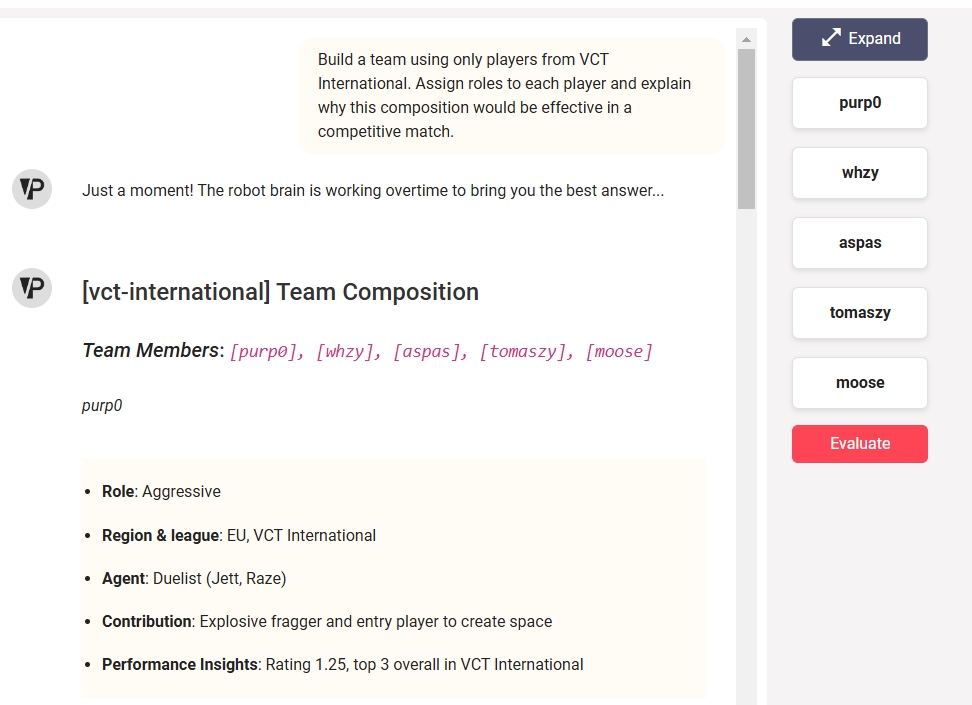 Build a team using only players from VCT
International. Assign roles to each player and explain
why this composition would be effective in a
competitive match.
VP
Just a moment! The robot brain is working overtime to bring you the best answer...
VP
[vct-international] Team Composition
Team Members: [purp0], [whzy], [aspas], [tomaszy], [moose]
purp0
• Role: Aggressive
• Region & league: EU, VCT International
• Agent: Duelist (Jett, Raze)
• Contribution: Explosive fragger and entry player to create space
• Performance Insights: Rating 1.25, top 3 overall in VCT International
Expand
purp0
whzy
aspas
tomaszy
moose
Evaluate